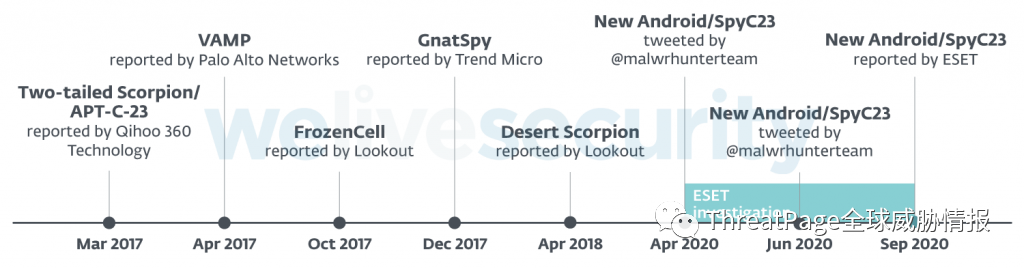 Two-tailed Scorpion/
APT-C-23
reported by Qihoo 360
Technology
VAMP
reported by Palo Alto Networks
FrozenCell
reported by Lookout
GnatSpy
reported by Trend Micro
Desert Scorpion
reported by Lookout
New Android/SpyC23
tweeted by
@malwrhunterteam
New Android/SpyC23
tweeted by
@malwrhunterteam
New Android/SpyC23
reported by ESET
welivesecurity
ESET
investigation
ThreatPage全球威胁情报
Mar 2017
Apr 2017
Oct 2017
Dec 2017
Apr 2018
Apr 2020
Jun 2020
Sep 2020